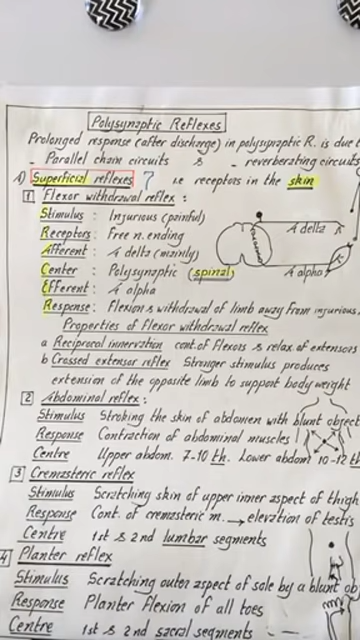 Polysynaptic Reflexes
Prolonged response (after discharge) in polysynaptic R. is due t
- Parallel chain circuits & - reverberating circuits
A) Superficial reflexes ? i.e receptors in the skin
1 Flexor withdrawal reflex :
Stimulus : Injurious (painful)
Receptors : Free n. ending
Afferent : A delta (mainly)
Center : Polysynaptic (spinal)
Efferent : A alpha
Response : Flexion & withdrawal of limb away from injurious.
A delta
A alpha
Properties of Flexor withdrawal reflex
a Reciprocal innervation cont. of flexors & relax of extensors
b Crossed extensor reflex Stronger stimulus produces
extension of the opposite limb to support body weight
2 Abdominal reflex :
Stimulus Stroking the skin of abdomen with blunt object
Response Contraction of abdominal muscles
Centre Upper abdom. 7-10 th. Lower abdom 10-12 th
3 Cremasteric reflex
Stimulus Scratching skin of upper inner aspect of thigh
Response Cont. of cremasteric m. → elevation of testis
Centre 1st & 2nd lumbar segments
4 Planter reflex
Stimulus Scratching outer aspect of sole by a blunt ob
Response Planter flexion of all toes
Centre 1st & 2nd sacral segments